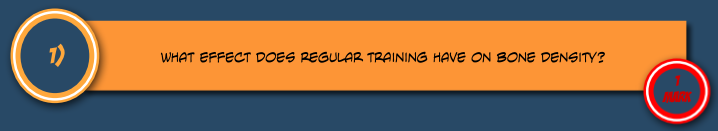 1)
WHAT EFFECT DOES REGULAR TRAINING HAVE ON BONE DENSITY?
1
MARK